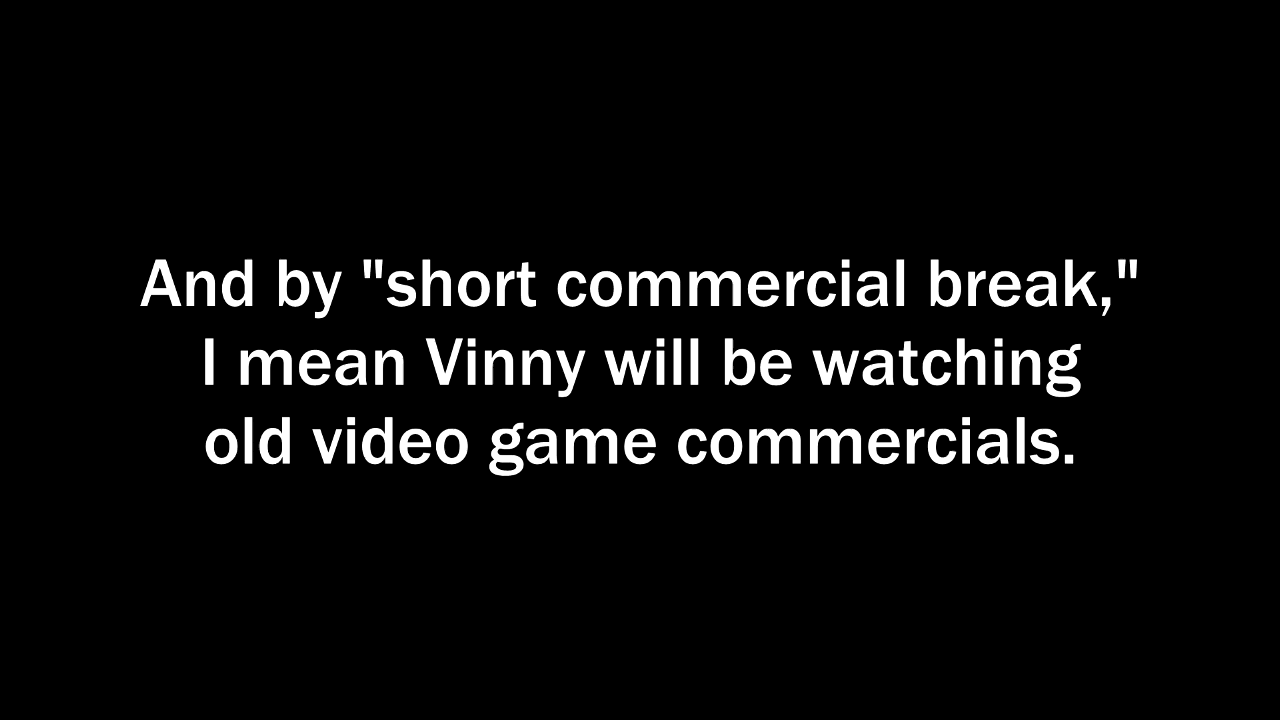 And by "short commercial break,"
I mean Vinny will be watching
old video game commercials.